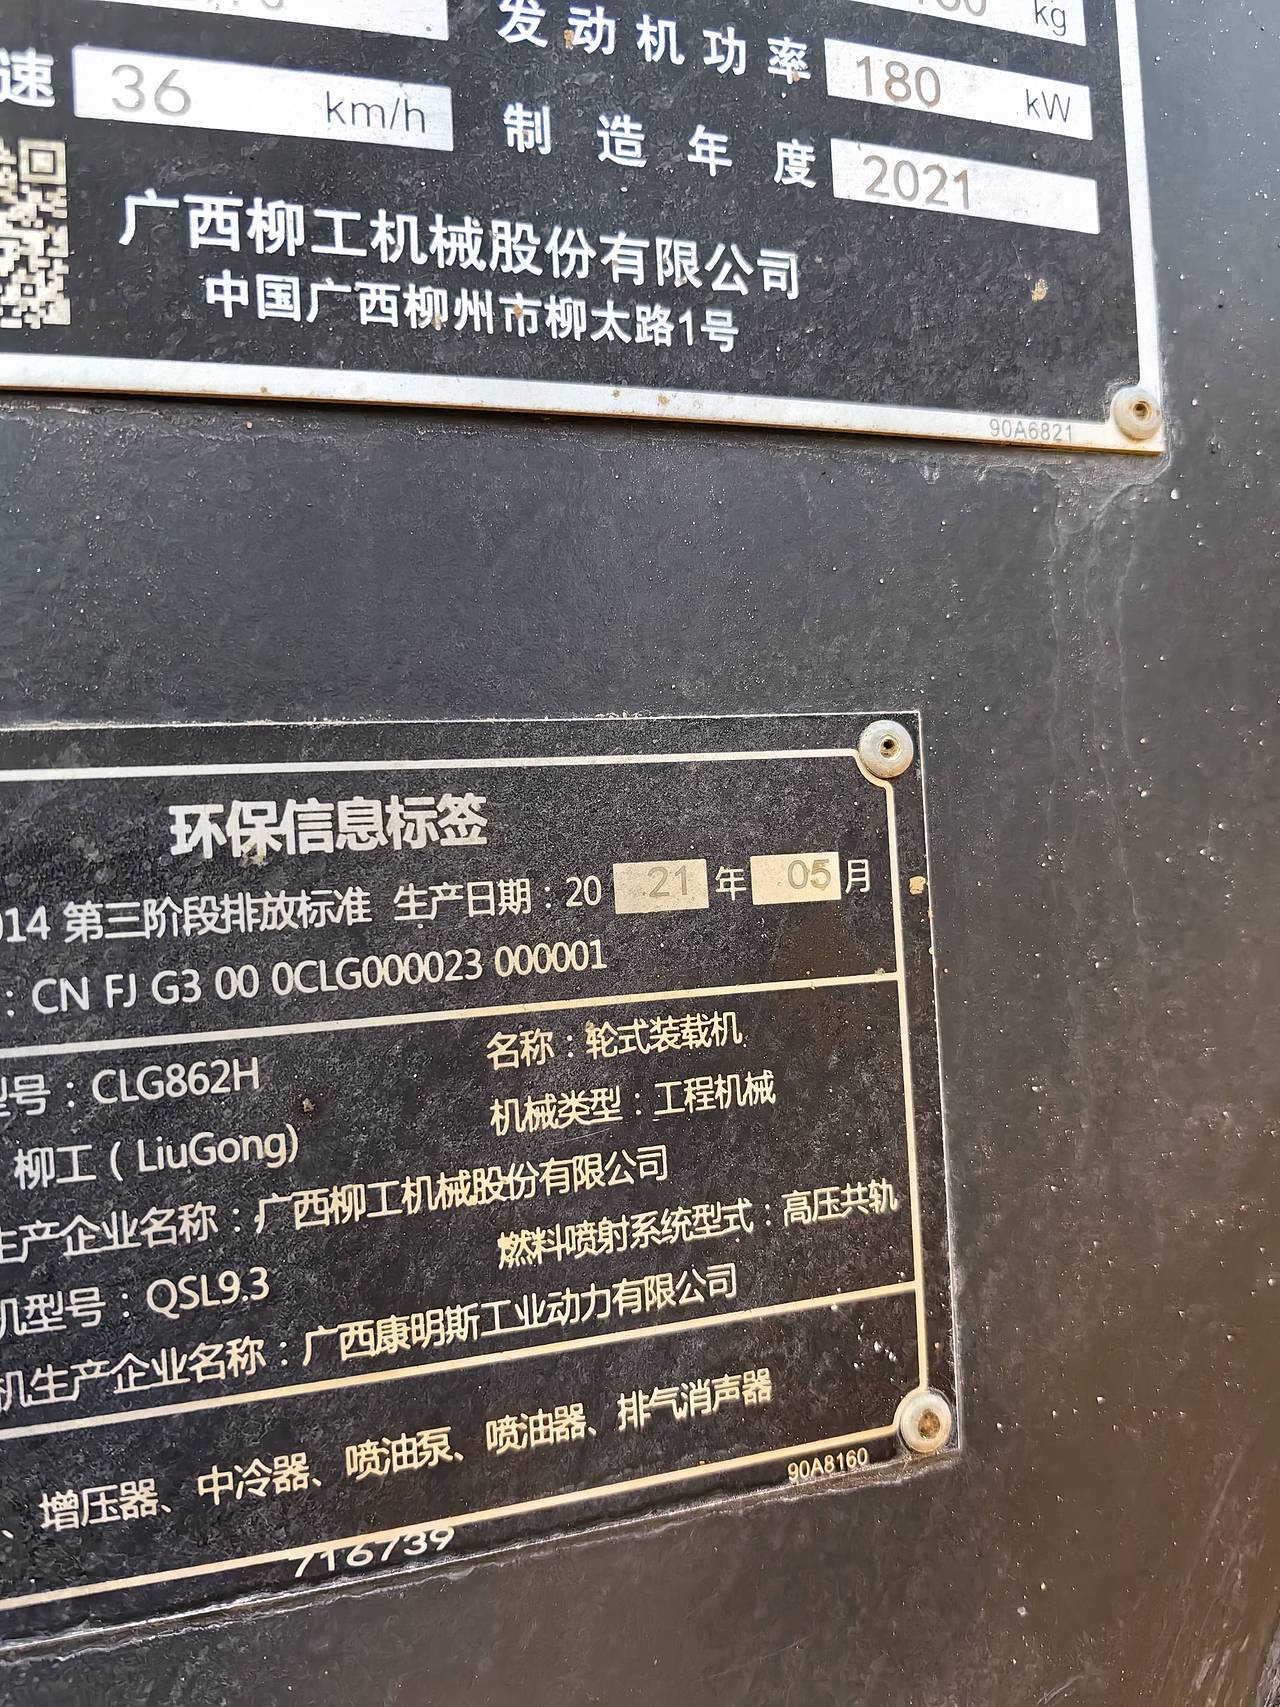 发动机功率 180 kW
kg
速 36 km/h
制造年度 2021
广西柳工机械股份有限公司
中国广西柳州市柳太路1号
90A6821
环保信息标签
014 第三阶段排放标准 生产日期：20 21 年 05 月
：CN FJ G3 00 0CLG000023 000001
型号：CLG862H 名称：轮式装载机
柳工（LiuGong) 机械类型：工程机械
生产企业名称：广西柳工机械股份有限公司
机型号：QSL9.3 燃料喷射系统型式：高压共轨
机生产企业名称：广西康明斯工业动力有限公司
、增压器、中冷器、喷油泵、喷油器、排气消声器
90A8160
716739